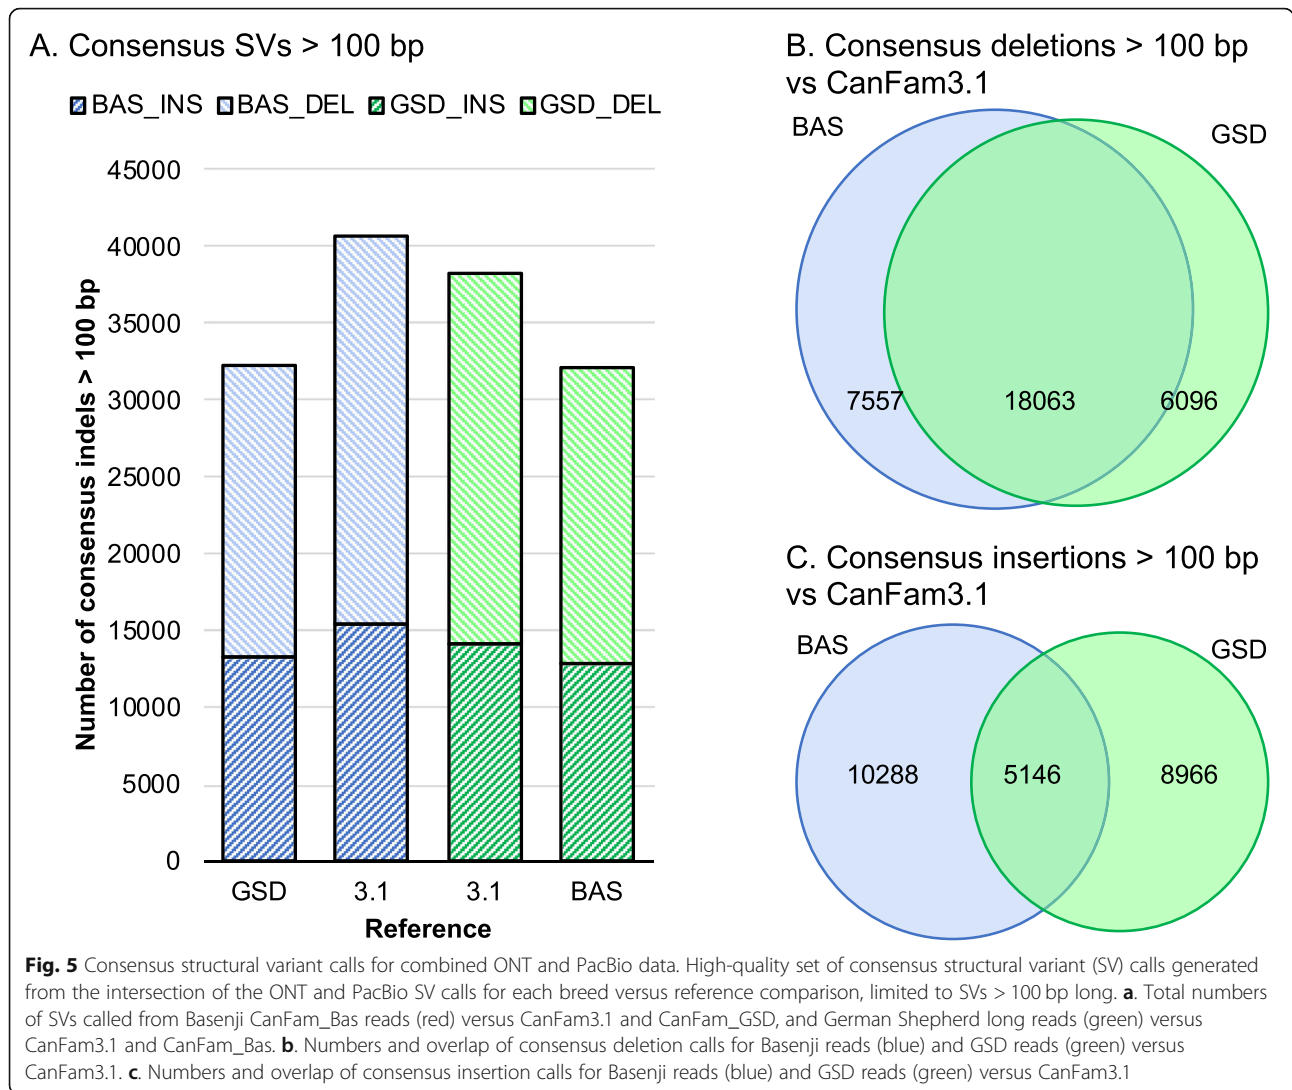 A. Consensus SVs > 100 bp
BAS_INS BAS_DEL GSD_INS GSD_DEL
45000
40000
35000
30000
25000
20000
15000
10000
5000
0
Number of consensus indels > 100 bp
GSD 3.1 3.1 BAS
Reference
B. Consensus deletions > 100 bp
vs CanFam3.1
BAS
GSD
7557 18063 6096
C. Consensus insertions > 100 bp
vs CanFam3.1
BAS
GSD
10288 5146 8966
Fig. 5 Consensus structural variant calls for combined ONT and PacBio data. High-quality set of consensus structural variant (SV) calls generated
from the intersection of the ONT and PacBio SV calls for each breed versus reference comparison, limited to SVs > 100 bp long. a. Total numbers
of SVs called from Basenji CanFam_Bas reads (red) versus CanFam3.1 and CanFam_GSD, and German Shepherd long reads (green) versus
CanFam3.1 and CanFam_Bas. b. Numbers and overlap of consensus deletion calls for Basenji reads (blue) and GSD reads (green) versus
CanFam3.1. c. Numbers and overlap of consensus insertion calls for Basenji reads (blue) and GSD reads (green) versus CanFam3.1